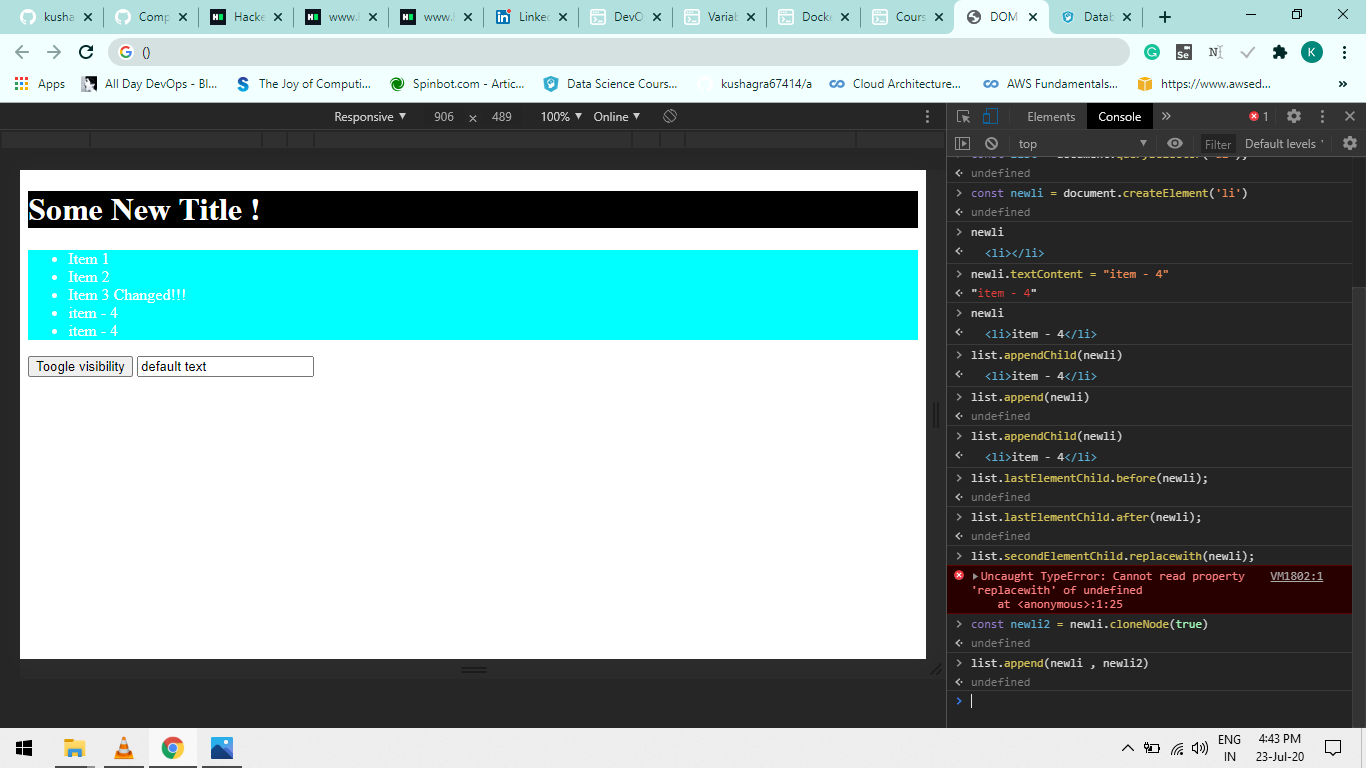 kusha Comp Hacke www. www. Linke DevO Variab Docke Cours DOM Datab
()
Apps All Day DevOps - Bl... The Joy of Computi... Spinbot.com - Artic... Data Science Cours... kushagra67414/a Cloud Architecture... AWS Fundamentals... https://www.awsed... »
Responsive ▼ 906 × 489 100% ▼ Online ▼
Elements Console » 1
top ▼ Filter Default levels
Some New Title !
Item 1
Item 2
Item 3 Changed!!!
item - 4
item - 4
Toogle visibility default text
undefined
const newli = document.createElement('li')
undefined
newli
<li></li>
newli.textContent = "item - 4"
"item - 4"
newli
<li>item - 4</li>
list.appendChild(newli)
<li>item - 4</li>
list.append(newli)
undefined
list.appendChild(newli)
<li>item - 4</li>
list.lastElementChild.before(newli);
undefined
list.lastElementChild.after(newli);
undefined
list.secondElementChild.replacewith(newli);
Uncaught TypeError: Cannot read property VM1802:1
'replacewith' of undefined
at <anonymous>:1:25
const newli2 = newli.cloneNode(true)
undefined
list.append(newli , newli2)
undefined
ENG 4:43 PM
IN 23-Jul-20